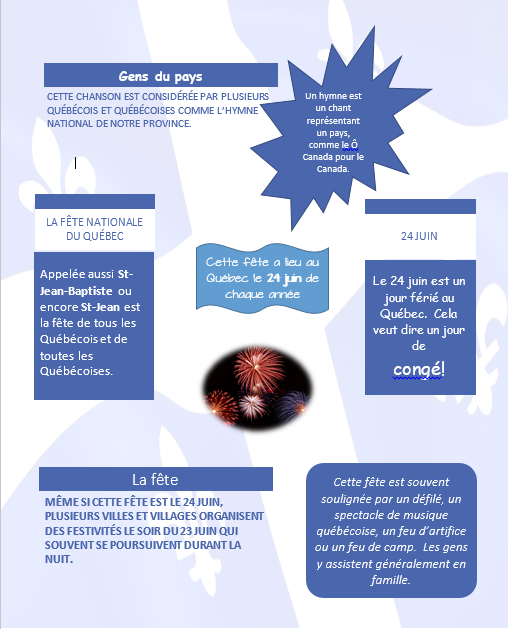 Gens du pays
CETTE CHANSON EST CONSIDÉRÉE PAR PLUSIEURS
QUÉBÉCOIS ET QUÉBÉCOISES COMME L'HYMNE
NATIONAL DE NOTRE PROVINCE.
Un hymne est
un chant
représentant
un pays,
comme le Ô
Canada pour le
Canada.
LA FÊTE NATIONALE
DU QUÉBEC
Appelée aussi St-
Jean-Baptiste ou
encore St-Jean est
la fête de tous les
Québécois et de
toutes les
Québécoises.
Cette fête a lieu au
Québec le 24 juin de
chaque année
24 JUIN
Le 24 juin est un
jour férié au
Québec. Cela
veut dire un jour
de
congé!
La fête
MÊME SI CETTE FÊTE EST LE 24 JUIN,
PLUSIEURS VILLES ET VILLAGES ORGANISENT
DES FESTIVITÉS LE SOIR DU 23 JUIN QUI
SOUVENT SE POURSUIVENT DURANT LA
NUIT.
Cette fête est souvent
soulignée par un défilé, un
spectacle de musique
québécoise, un feu d'artifice
ou un feu de camp. Les gens
y assistent généralement en
famille.